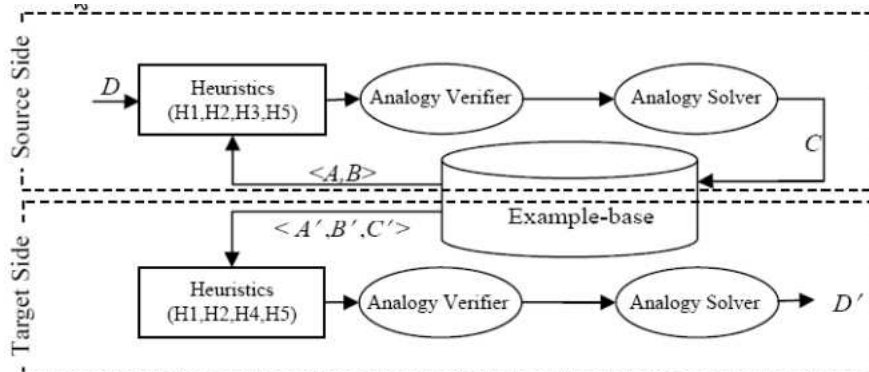 Source Side
D
Heuristics
(H1,H2,H3,H5)
Analogy Verifier
Analogy Solver
C
<A,B>
Example-base
Target Side
<A′,B′,C′>
Heuristics
(H1,H2,H4,H5)
Analogy Verifier
Analogy Solver
D′